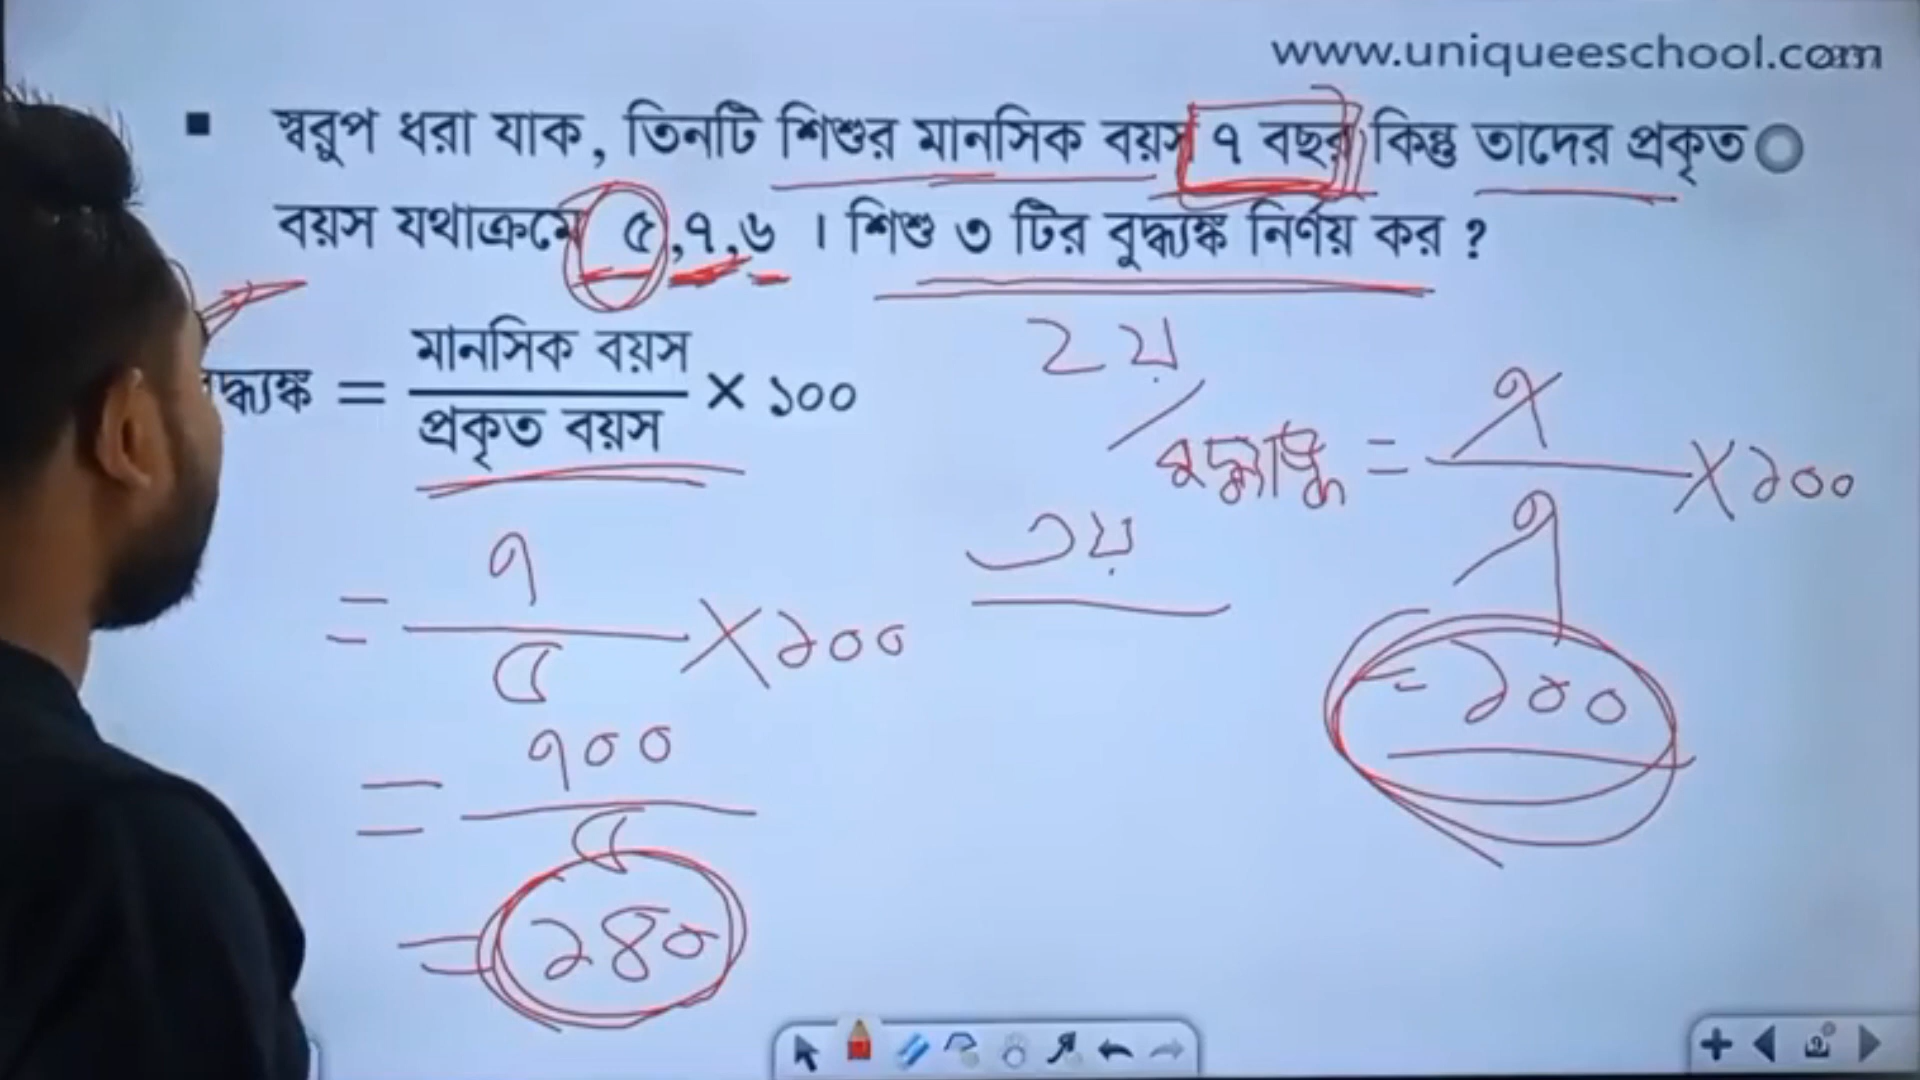 www.uniqueeschool.com
▪ স্বরুপ ধরা যাক, তিনটি শিশুর মানসিক বয়স ৭ বছর কিন্তু তাদের প্রকৃত
বয়স যথাক্রমে ৫,৭,৬ । শিশু ৩ টির বুদ্ধ্যঙ্ক নির্ণয় কর ?
দ্ধ্যঙ্ক = মানসিক বয়স / প্রকৃত বয়স × ১০০
= ৭ / ৫ × ১০০
= ৭০০ / ৫
= ১৪০
২য়
বুদ্ধ্যাঙ্ক = ৭ / ৭ × ১০০
= ১০০
৩য়